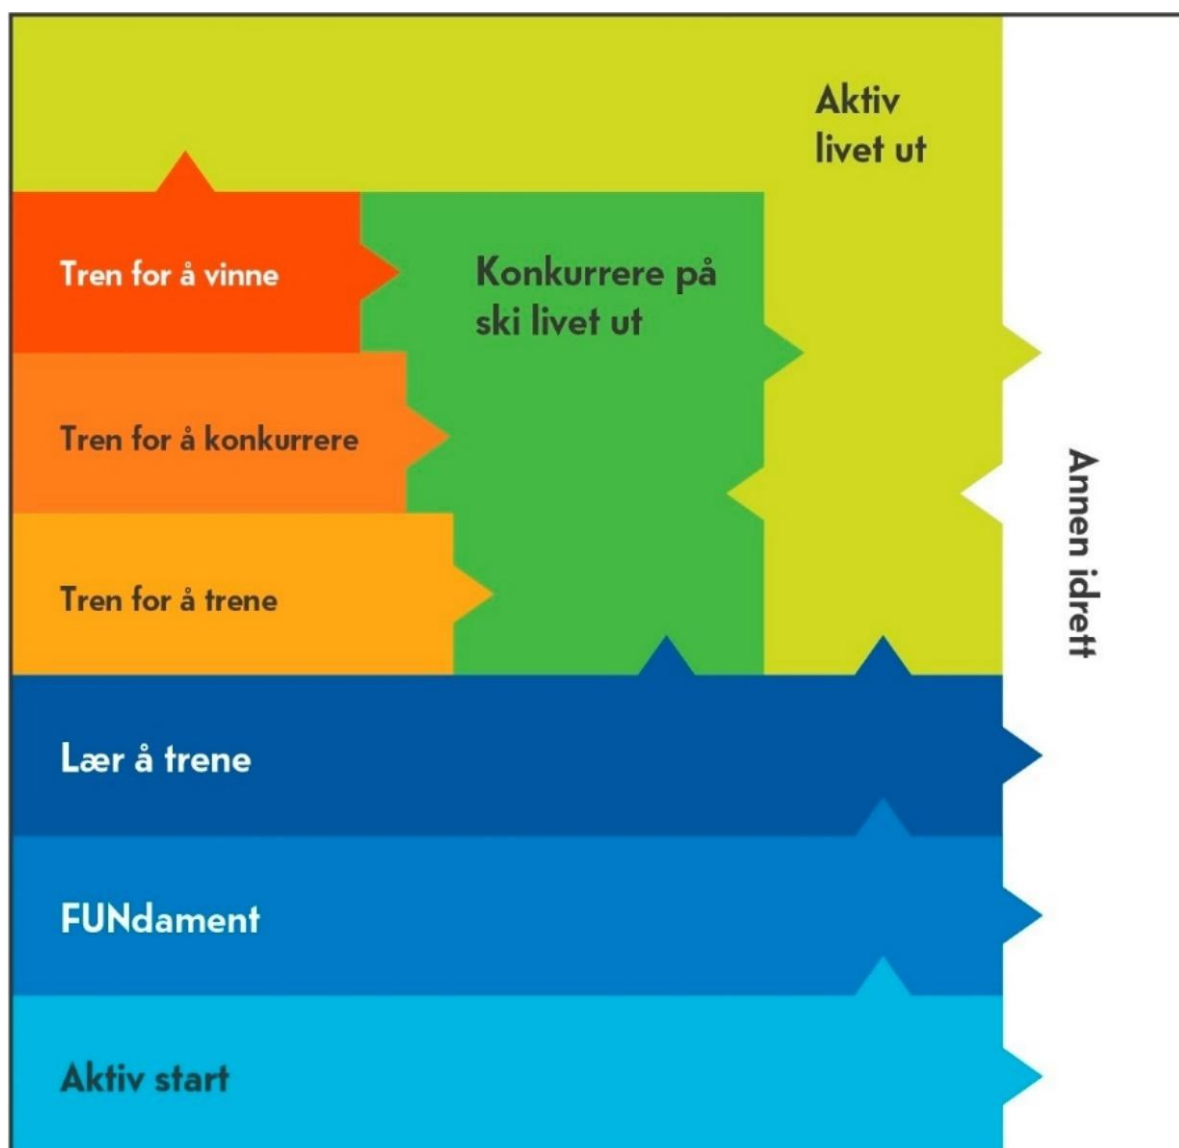 Aktiv
livet ut
Tren for å vinne
Konkurrere på
ski livet ut
Tren for å konkurrere
Annen idrett
Tren for å trene
Lær å trene
FUNdament
Aktiv start